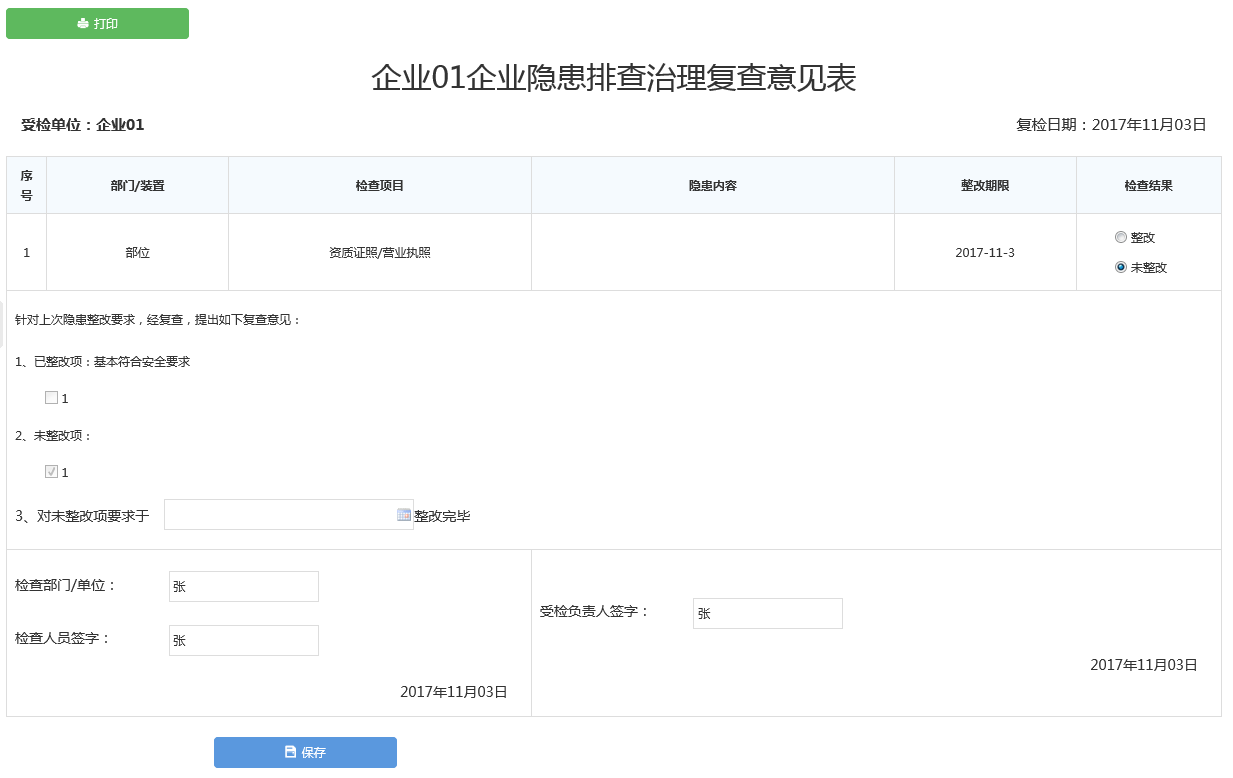 打印
企业01企业隐患排查治理复查意见表
受检单位：企业01 复检日期：2017年11月03日
序号 部门/装置 检查项目 隐患内容 整改期限 检查结果
1 部位 资质证照/营业执照 2017-11-3 整改
未整改
针对上次隐患整改要求，经复查，提出如下复查意见：
1、已整改项：基本符合安全要求
1
2、未整改项：
1
3、对未整改项要求于 整改完毕
检查部门/单位： 张
受检负责人签字： 张
检查人员签字： 张
2017年11月03日
2017年11月03日
保存